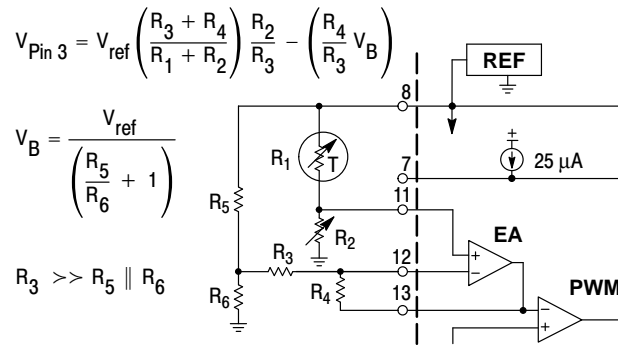 V_Pin 3 = V_ref ( (R_3 + R_4) / (R_1 + R_2) ) R_2 / R_3 − ( R_4 / R_3 V_B )
V_B = V_ref / ( R_5 / R_6 + 1 )
R_3 >> R_5 ∥ R_6
REF
8
R_1
T
7
25 µA
11
R_5
R_2
EA
+
R_3
12
−
R_4
R_6
13
PWM
−
+
+